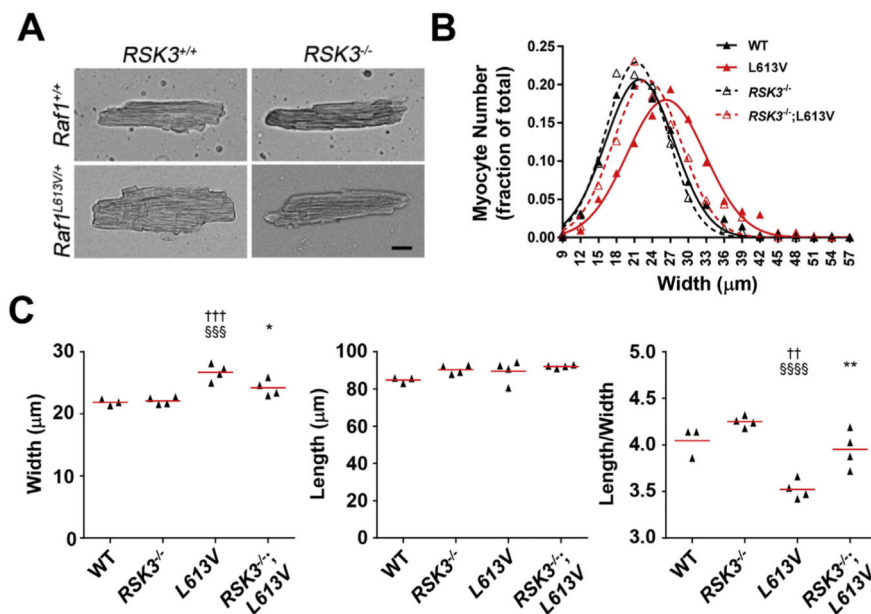 A
RSK3+/+
RSK3-/-
Raf1+/+
Raf1L613V/+
B
Myocyte Number
(fraction of total)
0.25
0.20
0.15
0.10
0.05
0.00
9 12 15 18 21 24 27 30 33 36 39 42 45 48 51 54 57
Width (μm)
WT
L613V
RSK3-/-
RSK3-/-;L613V
C
Width (μm)
30
20
10
0
†††
§§§
*
WT
RSK3-/-
L613V
RSK3-/-;
L613V
Length (μm)
100
80
60
40
20
0
WT
RSK3-/-
L613V
RSK3-/-;
L613V
Length/Width
5.0
4.5
4.0
3.5
3.0
††
§§§§
**
WT
RSK3-/-
L613V
RSK3-/-;
L613V